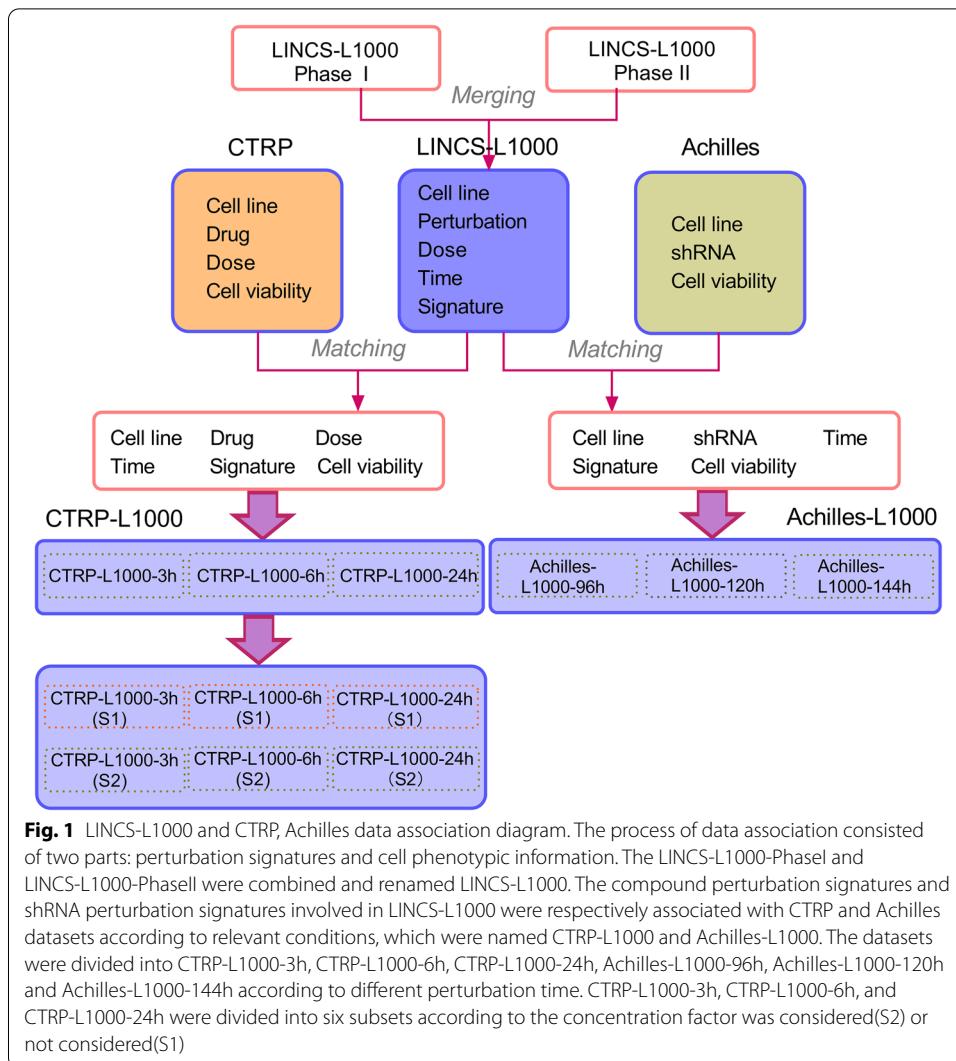 LINCS-L1000
Phase I
LINCS-L1000
Phase II
Merging
CTRP
LINCS-L1000
Achilles
Cell line
Drug
Dose
Cell viability
Cell line
Perturbation
Dose
Time
Signature
Cell line
shRNA
Cell viability
Matching
Matching
Cell line Drug Dose
Time Signature Cell viability
Cell line shRNA Time
Signature Cell viability
CTRP-L1000
Achilles-L1000
CTRP-L1000-3h CTRP-L1000-6h CTRP-L1000-24h
Achilles-
L1000-96h
Achilles-
L1000-120h
Achilles-
L1000-144h
CTRP-L1000-3h
(S1)
CTRP-L1000-6h
(S1)
CTRP-L1000-24h
(S1)
CTRP-L1000-3h
(S2)
CTRP-L1000-6h
(S2)
CTRP-L1000-24h
(S2)
Fig. 1 LINCS-L1000 and CTRP, Achilles data association diagram. The process of data association consisted
of two parts: perturbation signatures and cell phenotypic information. The LINCS-L1000-PhaseI and
LINCS-L1000-PhaseII were combined and renamed LINCS-L1000. The compound perturbation signatures and
shRNA perturbation signatures involved in LINCS-L1000 were respectively associated with CTRP and Achilles
datasets according to relevant conditions, which were named CTRP-L1000 and Achilles-L1000. The datasets
were divided into CTRP-L1000-3h, CTRP-L1000-6h, CTRP-L1000-24h, Achilles-L1000-96h, Achilles-L1000-120h
and Achilles-L1000-144h according to different perturbation time. CTRP-L1000-3h, CTRP-L1000-6h, and
CTRP-L1000-24h were divided into six subsets according to the concentration factor was considered(S2) or
not considered(S1)